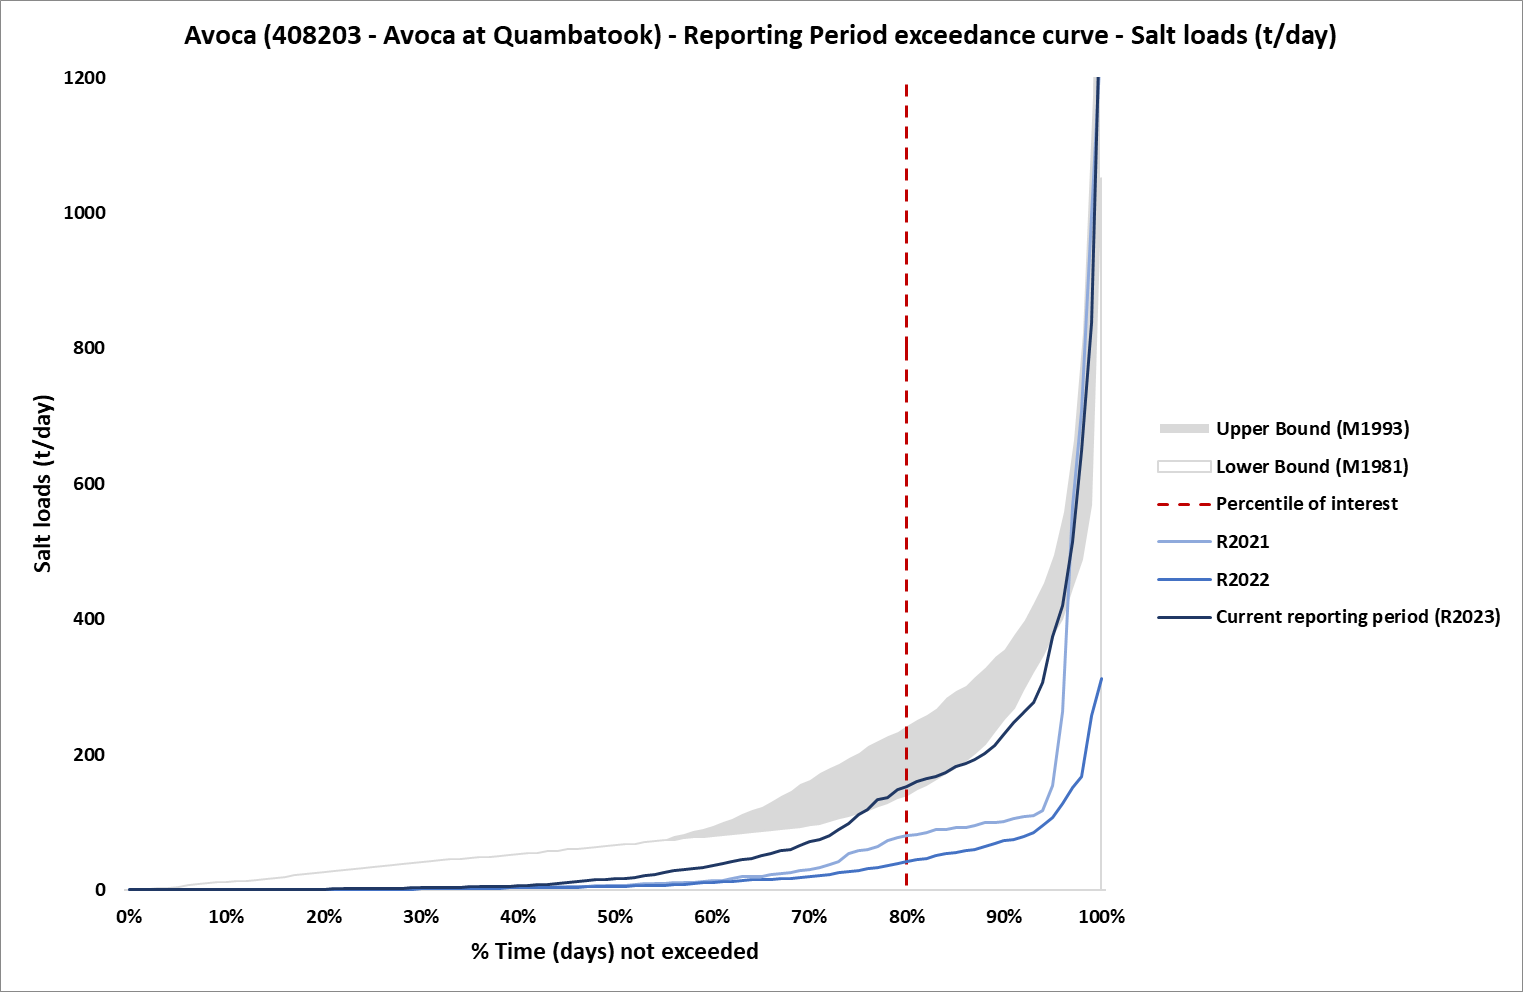 Avoca (408203 - Avoca at Quambatook) - Reporting Period exceedance curve - Salt loads (t/day)
1200
1000
800
600
400
200
0
Salt loads (t/day)
0% 10% 20% 30% 40% 50% 60% 70% 80% 90% 100%
% Time (days) not exceeded
Upper Bound (M1993)
Lower Bound (M1981)
Percentile of interest
R2021
R2022
Current reporting period (R2023)